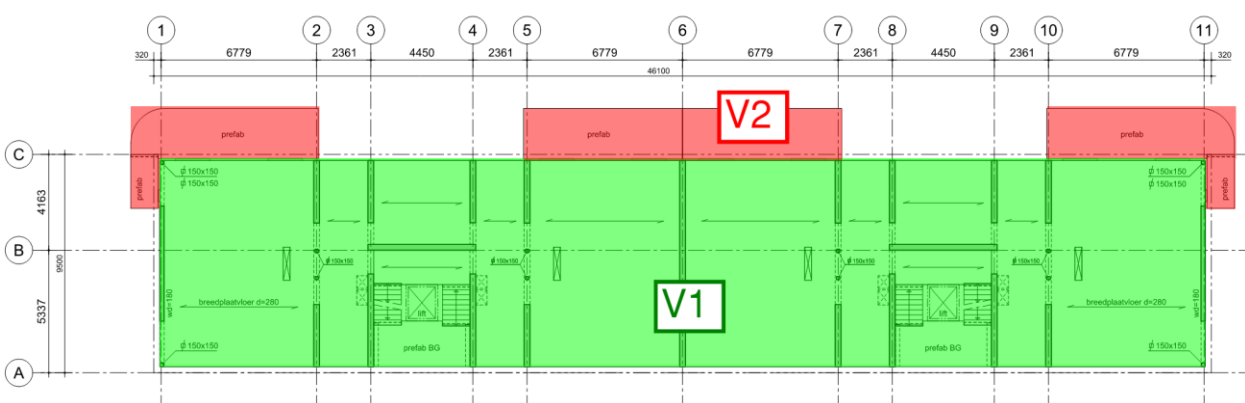 1 2 3 4 5 6 7 8 9 10 11
320 6779 2361 4450 2361 6779 6779 2361 4450 2361 6779 320
46100
V2
prefab prefab prefab
C
prefab prefab
150x150 150x150
150x150 150x150
4163
B
9500
150x150 150x150 150x150 150x150
5337
V1
breedplaatvloer d=280 breedplaatvloer d=280
wd=180 wd=180
lift lift
prefab BG prefab BG
150x150 150x150
A